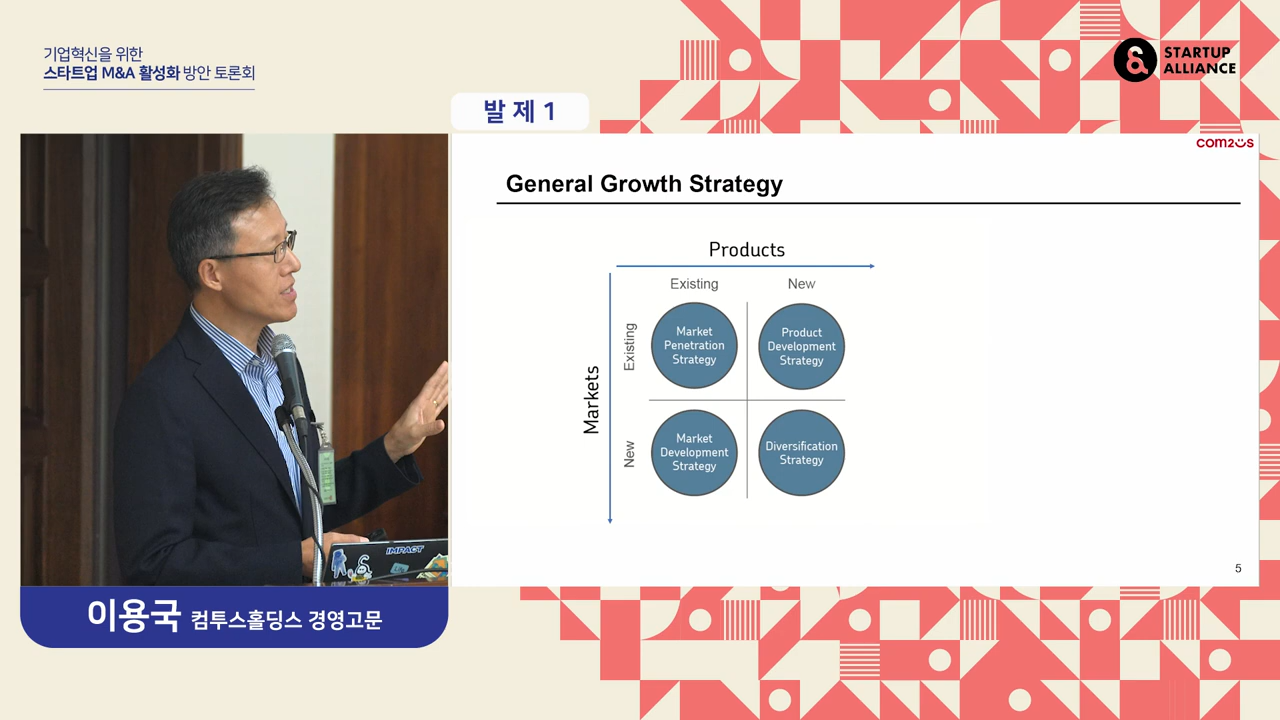 기업혁신을 위한
스타트업 M&A 활성화 방안 토론회
STARTUP
ALLIANCE
발 제 1
com2us
General Growth Strategy
Products
Existing New
Markets
Existing
Market
Penetration
Strategy
Product
Development
Strategy
New
Market
Development
Strategy
Diversification
Strategy
5
IMPACT
이용국 컴투스홀딩스 경영고문